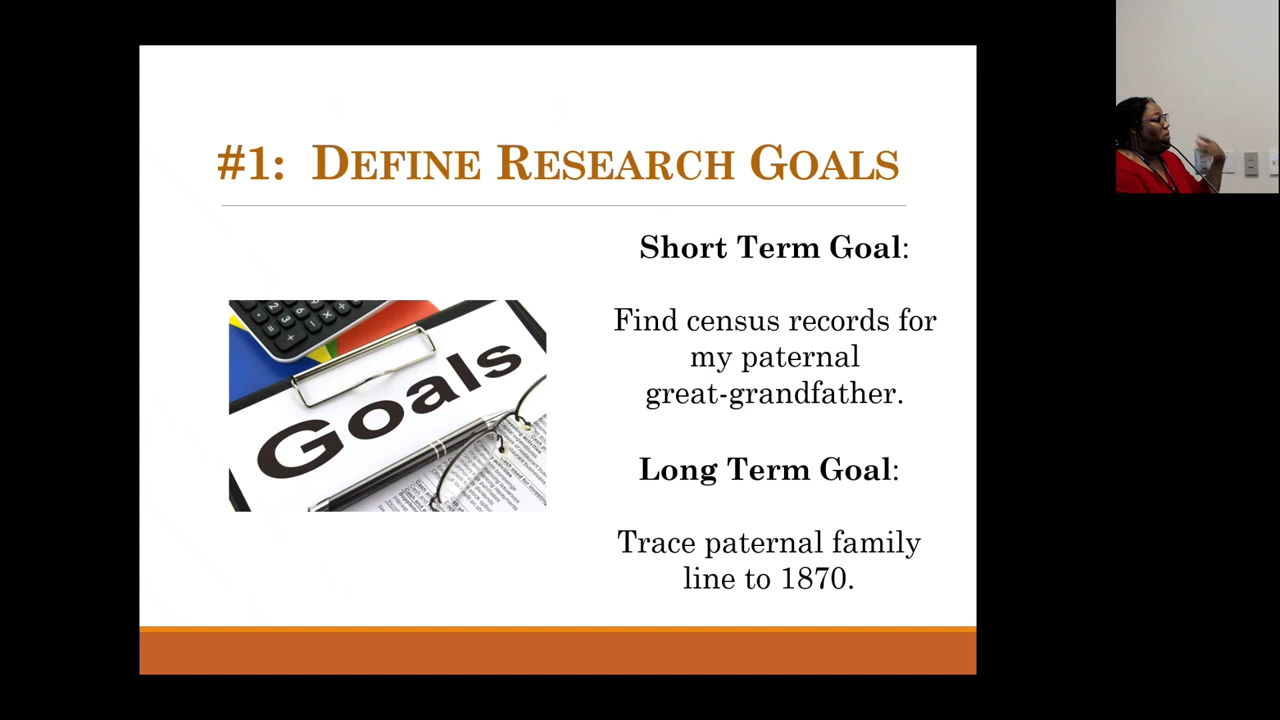 #1: DEFINE RESEARCH GOALS
Short Term Goal:
Find census records for
my paternal
great-grandfather.
Long Term Goal:
Trace paternal family
line to 1870.
Goals